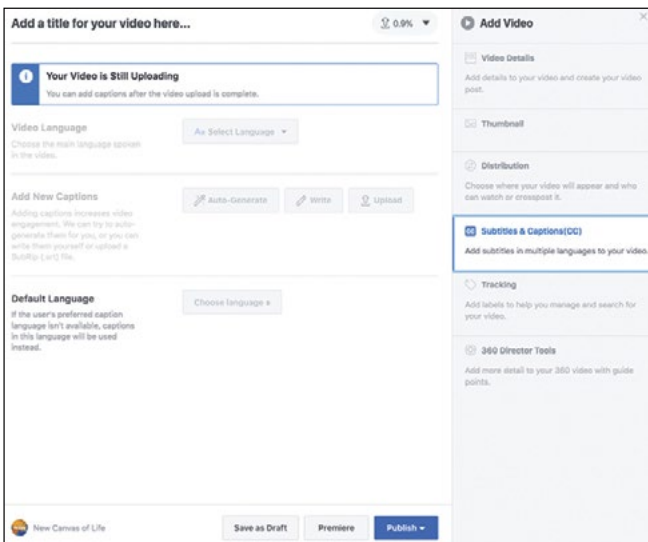 Add a title for your video here...
0.9%
Your Video is Still Uploading
You can add captions after the video upload is complete.
Video Language
Choose the main language spoken
in the video.
Aa Select Language
Add New Captions
Adding captions increases video
engagement. We can try to auto-
generate them for you, or you can
write them yourself or upload a
SubRip (.srt) file.
Auto-Generate
Write
Upload
Default Language
If the user's preferred caption
language isn't available, captions
in this language will be used
instead.
Choose language
New Canvas of Life
Save as Draft
Premiere
Publish
Add Video
Video Details
Add details to your video and create your video
post.
Thumbnail
Distribution
Choose where your video will appear and who
can watch or crosspost it.
CC Subtitles & Captions(CC)
Add subtitles in multiple languages to your video.
Tracking
Add labels to help you manage and search for
your video.
360 Director Tools
Add more detail to your 360 video with guide
points.